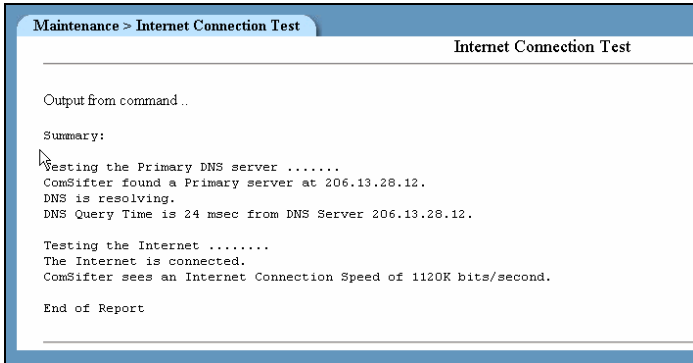 Maintenance > Internet Connection Test
Internet Connection Test
Output from command ..
Summary:
Testing the Primary DNS server .......
ComSifter found a Primary server at 206.13.28.12.
DNS is resolving.
DNS Query Time is 24 msec from DNS Server 206.13.28.12.
Testing the Internet ........
The Internet is connected.
ComSifter sees an Internet Connection Speed of 1120K bits/second.
End of Report